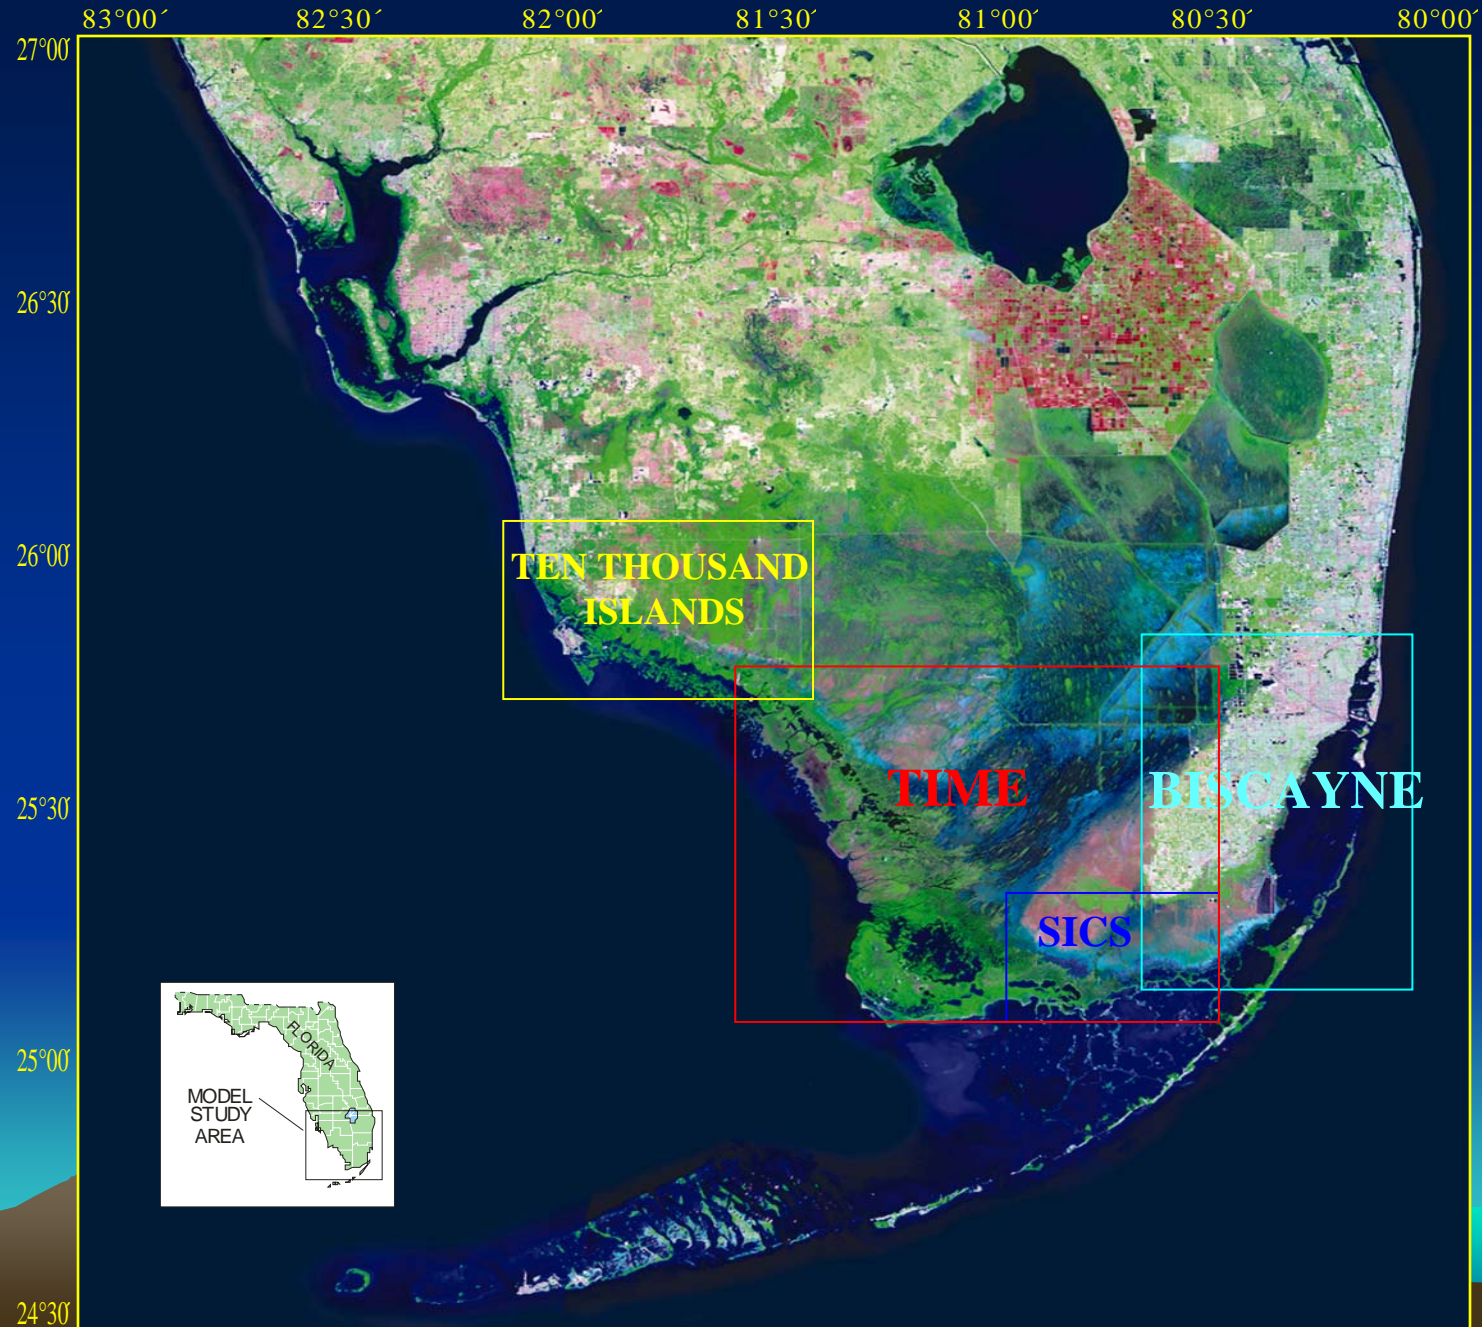 83°00´ 82°30´ 82°00´ 81°30´ 81°00´ 80°30´ 80°00´
27°00´
26°30´
26°00´
25°30´
25°00´
24°30´
TEN THOUSAND
ISLANDS
TIME
BISCAYNE
SICS
FLORIDA
MODEL
STUDY
AREA